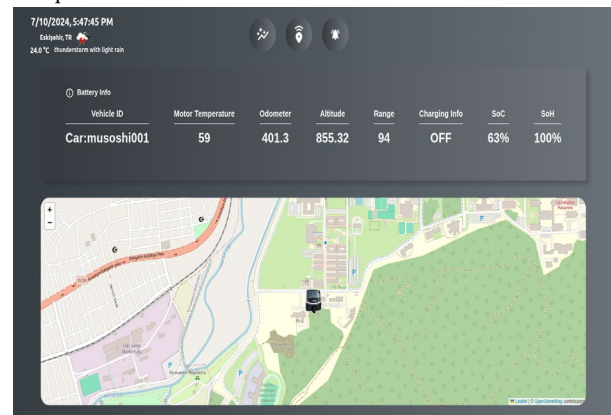 7/10/2024, 5:47:45 PM
Eskişehir, TR
24.0 °C thunderstorm with light rain
Battery Info
Vehicle ID Motor Temperature Odometer Altitude Range Charging Info SoC SoH
Car:musoshi001 59 401.3 855.32 94 OFF 63% 100%
+
−
P
P
P
P
Leaflet | © OpenStreetMap contributors